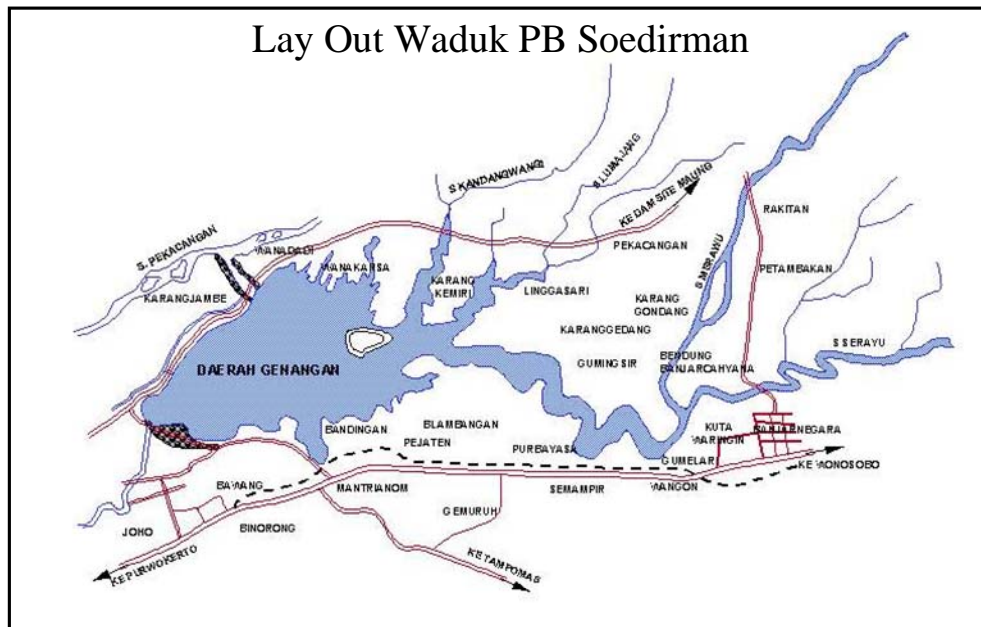 Lay Out Waduk PB Soedirman
S. PEKACANGAN
WANADADI
KARANGJAMBE
WANAKARSA
S KANDANGWANGI
S LUMAJANG
KE DAM SITE MAUNG
PEKACANGAN
KARANG
KEMIRI
LINGGASARI
S MERAWU
RAKITAN
PETAMBAKAN
KARANG
GONDANG
KARANGGEDANG
GUMINGSIR
BENDUNG
BANJARCAHYANA
S SERAYU
DAERAH GENANGAN
BANDINGAN
BLAMBANGAN
PEJATEN
PURBAYASA
KUTA
WARINGIN
BANJARNEGARA
GUMELAR
KE WONOSOBO
WANGON
SEMAMPIR
BAWANG
MANTRIANOM
GEMURUH
JOHO
BINORONG
KE PURWOKERTO
KE TAMPOMAS